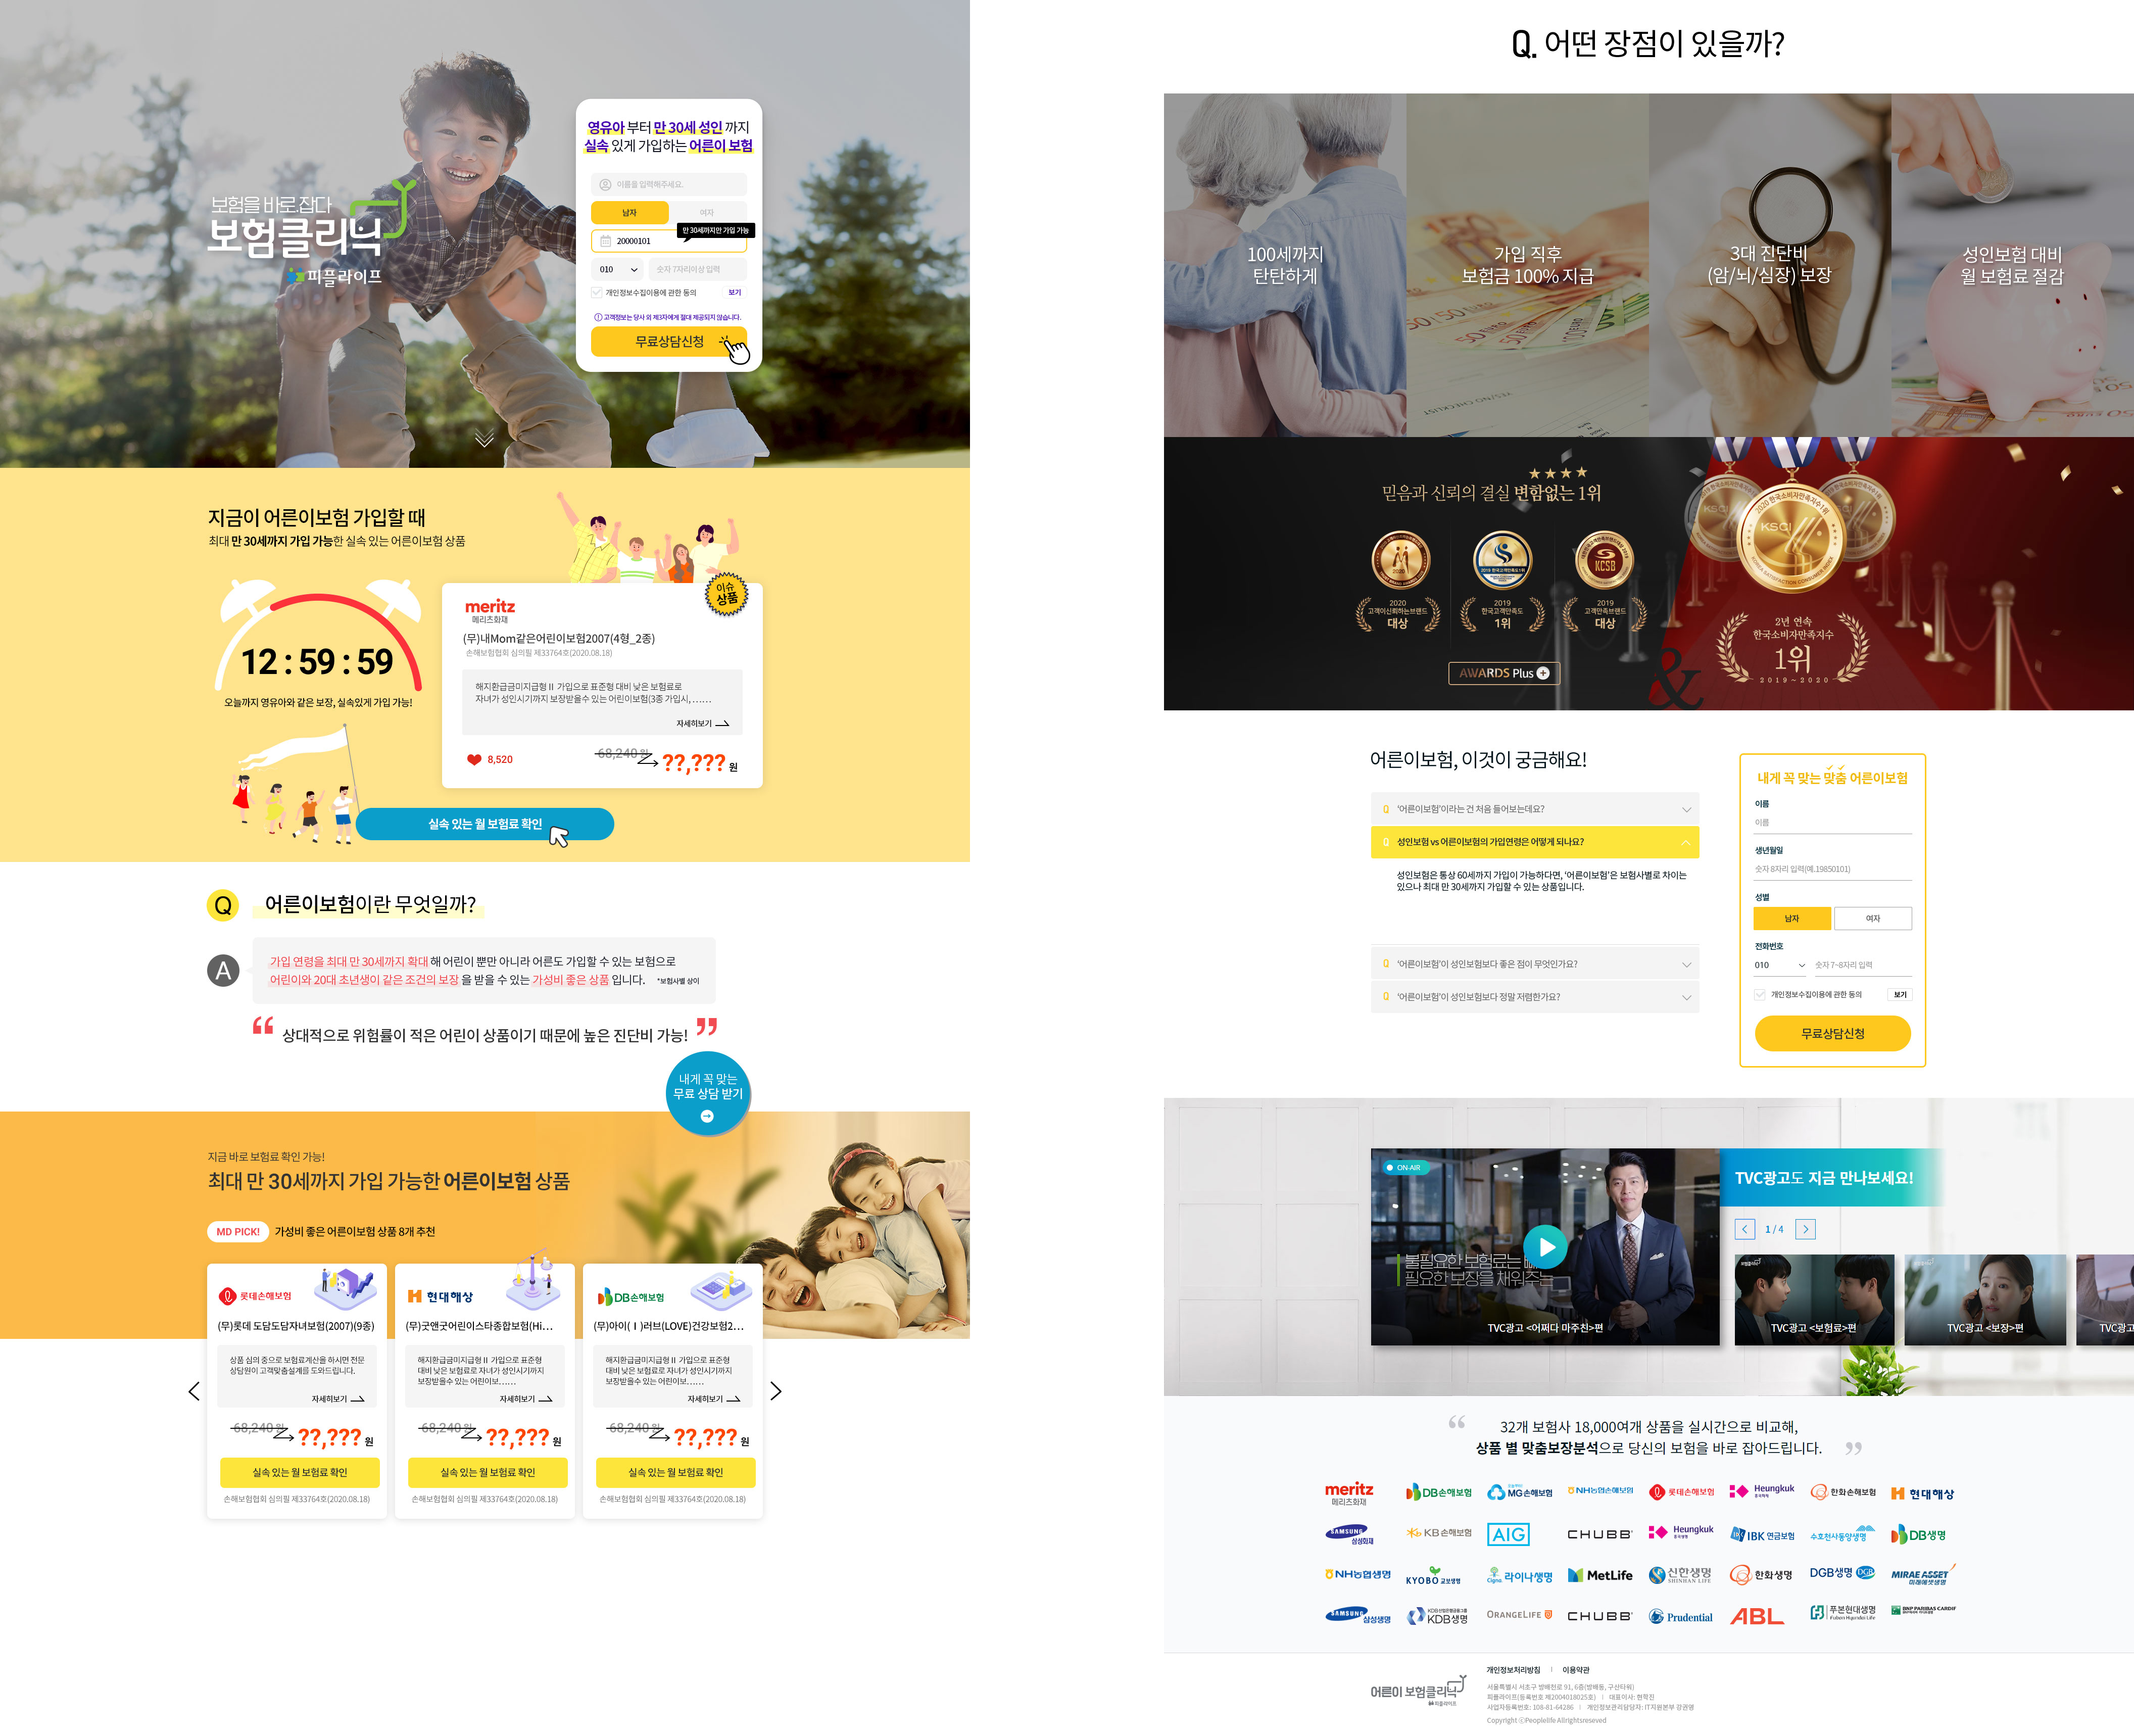 보험을 바로.잡다
보험클리닉
피플라이프
영유아 부터 만 30세 성인 까지
실속 있게 가입하는 어른이 보험
이름을 입력해주세요.
남자
여자
만 30세까지만 가입 가능
20000101
010
숫자 7자리이상 입력
개인정보수집이용에 관한 동의
보기
고객정보는 당사 외 제3자에게 절대 제공되지 않습니다.
무료상담신청
지금이 어른이보험 가입할 때
최대 만 30세까지 가입 가능한 실속 있는 어른이보험 상품
12 : 59 : 59
오늘까지 영유아와 같은 보장, 실속있게 가입 가능!
이슈
상품
meritz
메리츠화재
(무)내Mom같은어린이보험2007(4형_2종)
손해보험협회 심의필 제33764호(2020.08.18)
해지환급금미지급형Ⅱ 가입으로 표준형 대비 낮은 보험료로
자녀가 성인시기까지 보장받을수 있는 어린이보험(3종 가입시, ......
자세히보기
8,520
68,240 원
??,??? 원
실속 있는 월 보험료 확인
Q
어른이보험이란 무엇일까?
A
가입 연령을 최대 만 30세까지 확대 해 어린이 뿐만 아니라 어른도 가입할 수 있는 보험으로
어린이와 20대 초년생이 같은 조건의 보장 을 받을 수 있는 가성비 좋은 상품 입니다. *보험사별 상이
“ 상대적으로 위험률이 적은 어린이 상품이기 때문에 높은 진단비 가능! ”
내게 꼭 맞는
무료 상담 받기
지금 바로 보험료 확인 가능!
최대 만 30세까지 가입 가능한 어른이보험 상품
MD PICK!
가성비 좋은 어른이보험 상품 8개 추천
롯데손해보험
(무)롯데 도담도담자녀보험(2007)(9종)
상품 심의 중으로 보험료계산을 하시면 전문
상담원이 고객맞춤설계를 도와드립니다.
자세히보기
68,240 원
??,??? 원
실속 있는 월 보험료 확인
손해보험협회 심의필 제33764호(2020.08.18)
현대해상
(무)굿앤굿어린이스타종합보험(Hi...
해지환급금미지급형Ⅱ 가입으로 표준형
대비 낮은 보험료로 자녀가 성인시기까지
보장받을수 있는 어린이보......
자세히보기
68,240 원
??,??? 원
실속 있는 월 보험료 확인
손해보험협회 심의필 제33764호(2020.08.18)
DB손해보험
(무)아이(Ⅰ)러브(LOVE)건강보험2...
해지환급금미지급형Ⅱ 가입으로 표준형
대비 낮은 보험료로 자녀가 성인시기까지
보장받을수 있는 어린이보......
자세히보기
68,240 원
??,??? 원
실속 있는 월 보험료 확인
손해보험협회 심의필 제33764호(2020.08.18)
Q. 어떤 장점이 있을까?
100세까지
탄탄하게
가입 직후
보험금 100% 지급
3대 진단비
(암/뇌/심장) 보장
성인보험 대비
월 보험료 절감
믿음과 신뢰의 결실 변함없는 1위
2020
고객이신뢰하는브랜드
대상
2019
한국고객만족도
1위
KCSB
2019
고객만족브랜드
대상
AWARDS Plus
&
KSCI
2020 한국소비자만족지수1위
2년 연속
한국소비자만족지수
1위
2019~2020
어른이보험, 이것이 궁금해요!
Q '어른이보험'이라는 건 처음 들어보는데요?
Q 성인보험 vs 어른이보험의 가입연령은 어떻게 되나요?
성인보험은 통상 60세까지 가입이 가능하다면, '어른이보험'은 보험사별로 차이는
있으나 최대 만 30세까지 가입할 수 있는 상품입니다.
Q '어른이보험'이 성인보험보다 좋은 점이 무엇인가요?
Q '어른이보험'이 성인보험보다 정말 저렴한가요?
내게 꼭 맞는 맞춤 어른이보험
이름
이름
생년월일
숫자 8자리 입력(예.19850101)
성별
남자
여자
전화번호
010
숫자 7~8자리 입력
개인정보수집이용에 관한 동의
보기
무료상담신청
ON-AIR
불필요한 보험료는
필요한 보장을 채워주는
TVC광고 <어쩌다 마주친>편
TVC광고도 지금 만나보세요!
1 / 4
TVC광고 <보험료>편
TVC광고 <보장>편
TVC광고
“ 32개 보험사 18,000여개 상품을 실시간으로 비교해,
상품 별 맞춤보장분석으로 당신의 보험을 바로 잡아드립니다. ”
meritz 메리츠화재
DB손해보험
MG손해보험
NH농협손해보험
롯데손해보험
Heungkuk 흥국화재
한화손해보험
현대해상
SAMSUNG 삼성화재
KB손해보험
AIG
CHUBB
Heungkuk 흥국생명
IBK연금보험
수호천사동양생명
DB생명
NH농협생명
KYOBO 교보생명
Cigna 라이나생명
MetLife
신한생명 SHINHAN LIFE
한화생명
DGB생명 DGB
MIRAE ASSET 미래에셋생명
SAMSUNG 삼성생명
KDB산업은행금융그룹 KDB생명
ORANGELIFE
CHUBB
Prudential
ABL
푸본현대생명 Fubon Hyundai Life
BNP PARIBAS CARDIF
어른이 보험클리닉
피플라이프
개인정보처리방침 | 이용약관
서울특별시 서초구 방배천로 91, 6층(방배동, 구산타워)
피플라이프(등록번호 제2004018025호) | 대표이사: 현학진
사업자등록번호: 108-81-64286 | 개인정보관리담당자: IT지원본부 강권영
Copyright ⓒPeoplelife Allrightsreseved